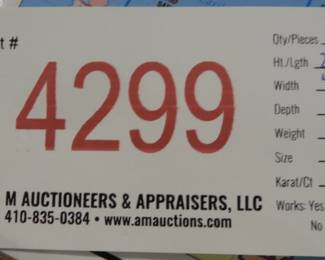 t #
4299
M AUCTIONEERS & APPRAISERS, LLC
410-835-0384 • www.amauctions.com
Qty/Pieces
Ht./Lgth
Width
Depth
Weight
Size
Karat/Ct
Works: Yes
No